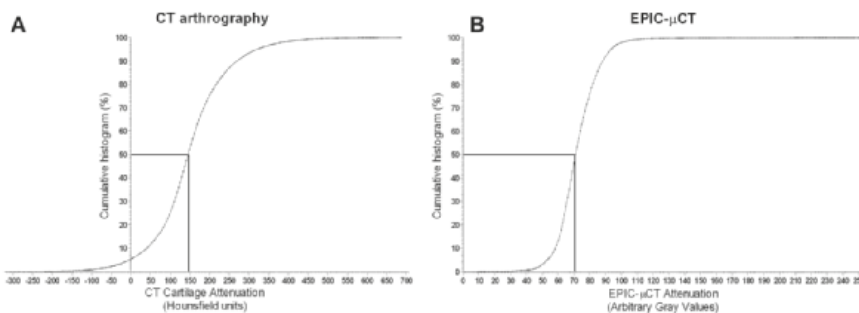 A
CT arthrography
Cumulative histogram (%)
100
90
80
70
60
50
40
30
20
10
0
-300 -250 -200 -150 -100 -50 0 50 100 150 200 250 300 350 400 450 500 550 600 650 700
CT Cartilage Attenuation
(Hounsfield units)
B
EPIC-μCT
Cumulative histogram (%)
100
90
80
70
60
50
40
30
20
10
0
0 10 20 30 40 50 60 70 80 90 100 110 120 130 140 150 160 170 180 190 200 210 220 230 240
EPIC-μCT Attenuation
(Arbitrary Gray Values)